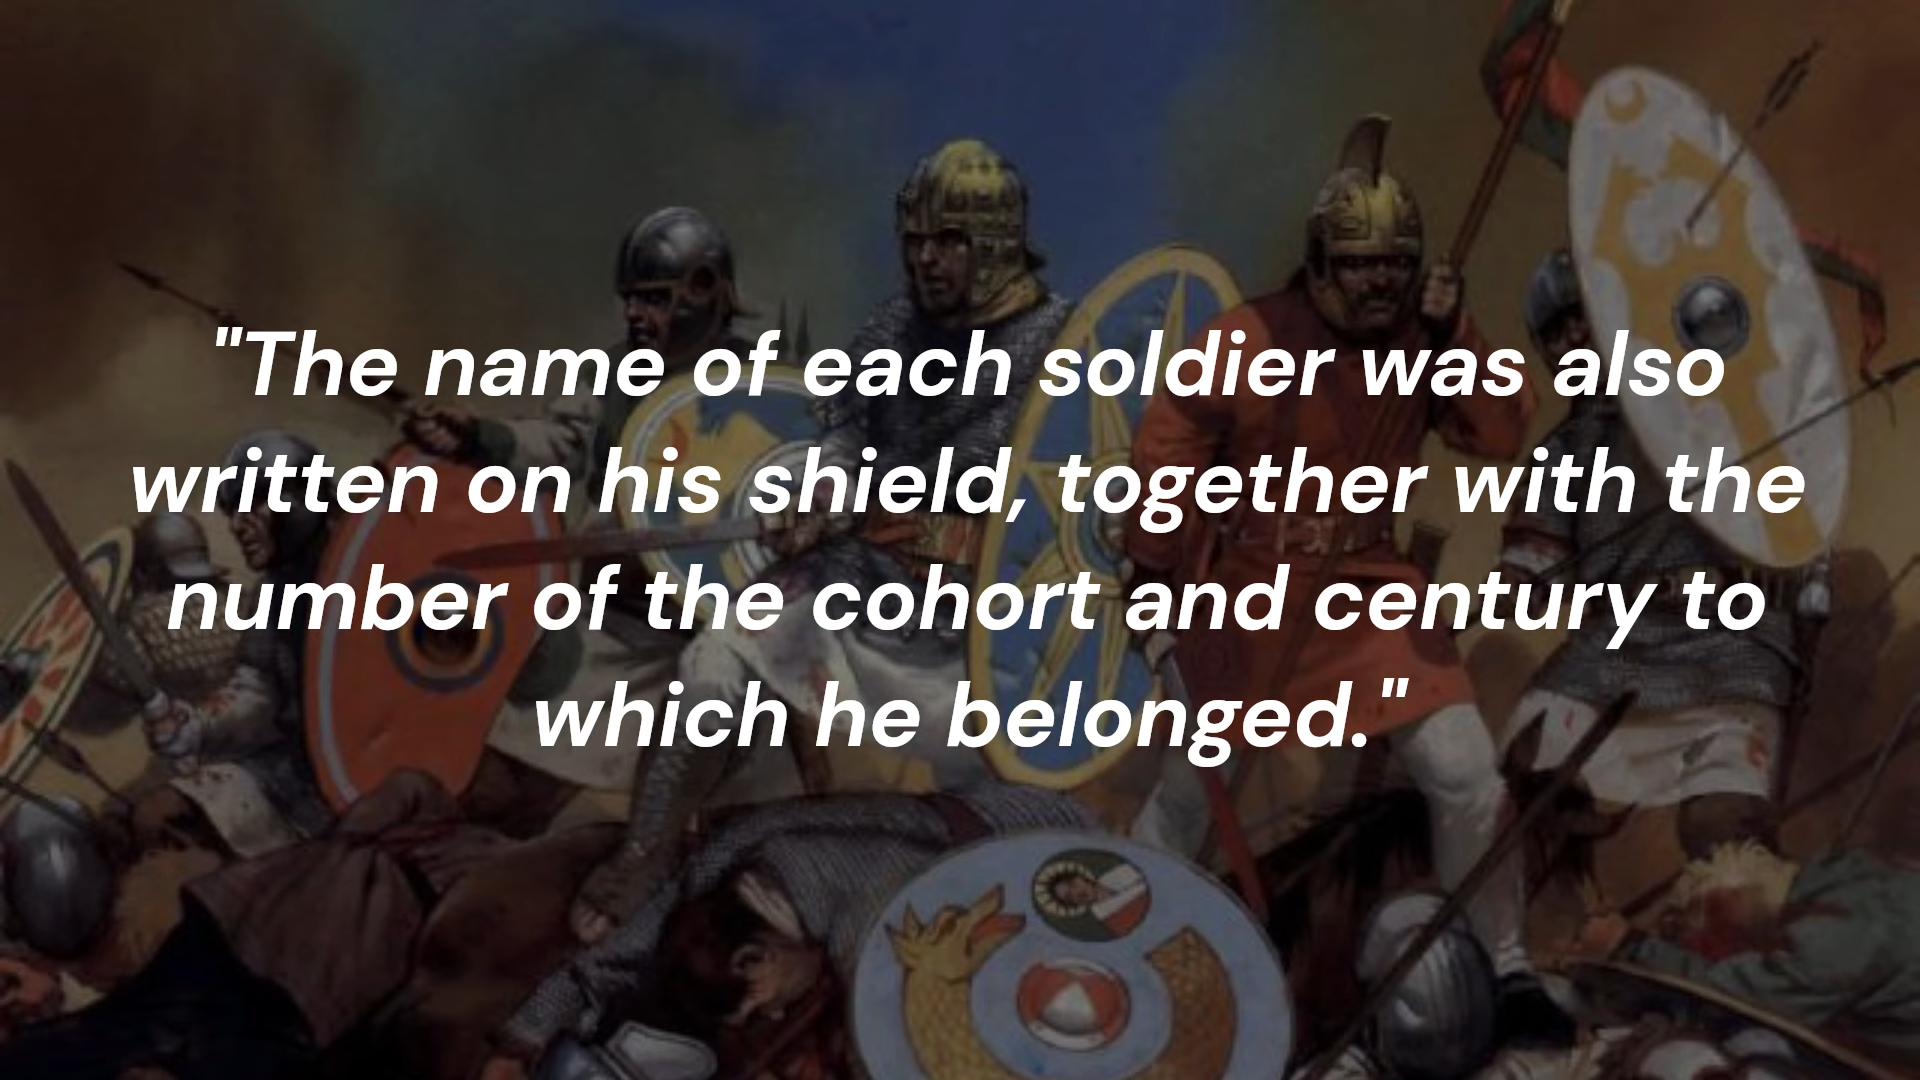 "The name of each soldier was also
written on his shield, together with the
number of the cohort and century to
which he belonged."